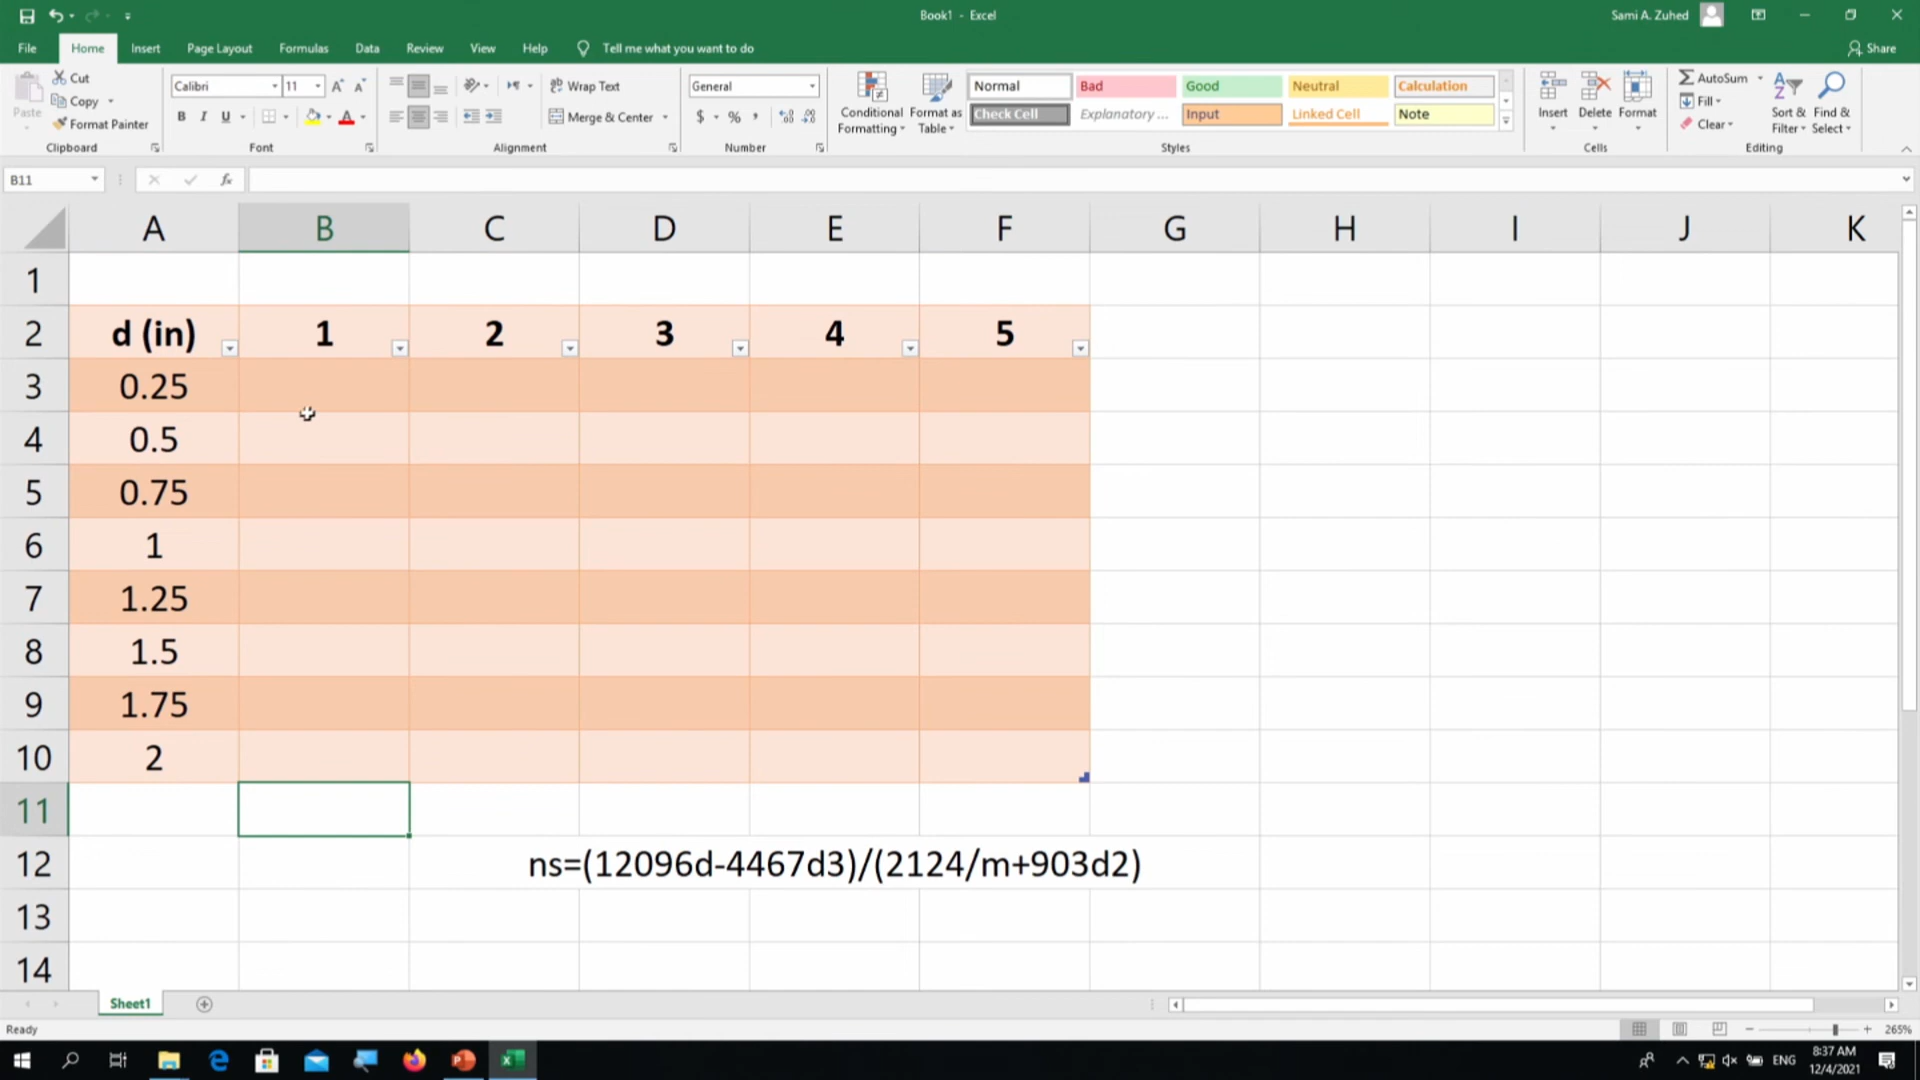 Book1 - Excel
Sami A. Zuhed
File Home Insert Page Layout Formulas Data Review View Help Tell me what you want to do
Share
Paste
Cut
Copy
Format Painter
Clipboard
Calibri 11
B I U
Font
Wrap Text
Merge & Center
Alignment
General
$ % ,
Number
Conditional Formatting
Format as Table
Normal Bad Good Neutral Calculation
Check Cell Explanatory ... Input Linked Cell Note
Styles
Insert Delete Format
Cells
AutoSum
Fill
Clear
Sort & Filter
Find & Select
Editing
B11
fx
A B C D E F G H I J K
1
2 d (in) 1 2 3 4 5
3 0.25
4 0.5
5 0.75
6 1
7 1.25
8 1.5
9 1.75
10 2
11
12 ns=(12096d-4467d3)/(2124/m+903d2)
13
14
Sheet1
Ready
265%
ENG
8:37 AM
12/4/2021